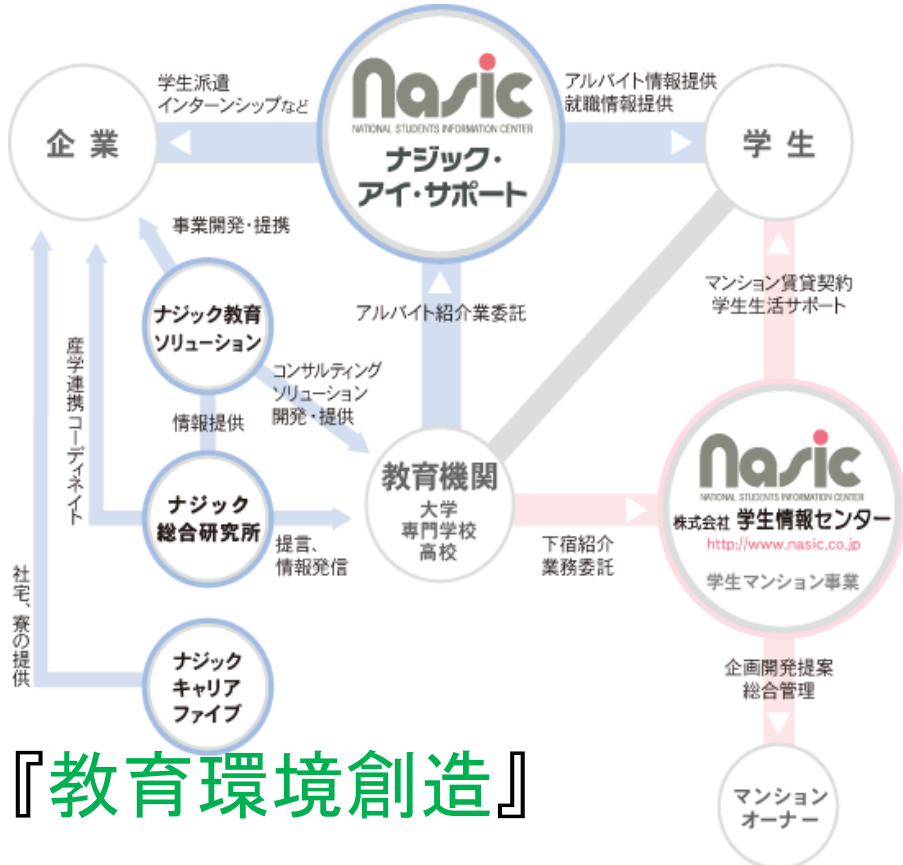 nasic
NATIONAL STUDENTS INFORMATION CENTER
ナジック・
アイ・サポート
学生派遣
インターンシップなど
アルバイト情報提供
就職情報提供
企業
学生
事業開発・提携
ナジック教育
ソリューション
アルバイト紹介業委託
マンション賃貸契約
学生生活サポート
産学連携コーディネイト
コンサルティング
ソリューション
開発・提供
情報提供
教育機関
大学
専門学校
高校
nasic
NATIONAL STUDENTS INFORMATION CENTER
株式会社 学生情報センター
http://www.nasic.co.jp
学生マンション事業
ナジック
総合研究所
提言、
情報発信
下宿紹介
業務委託
社宅、寮の提供
ナジック
キャリア
ファイブ
企画開発提案
総合管理
マンション
オーナー
『教育環境創造』